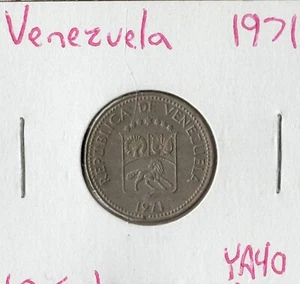 Venezuela 1971
REPUBLICA DE VENEZUELA
1971
YA40